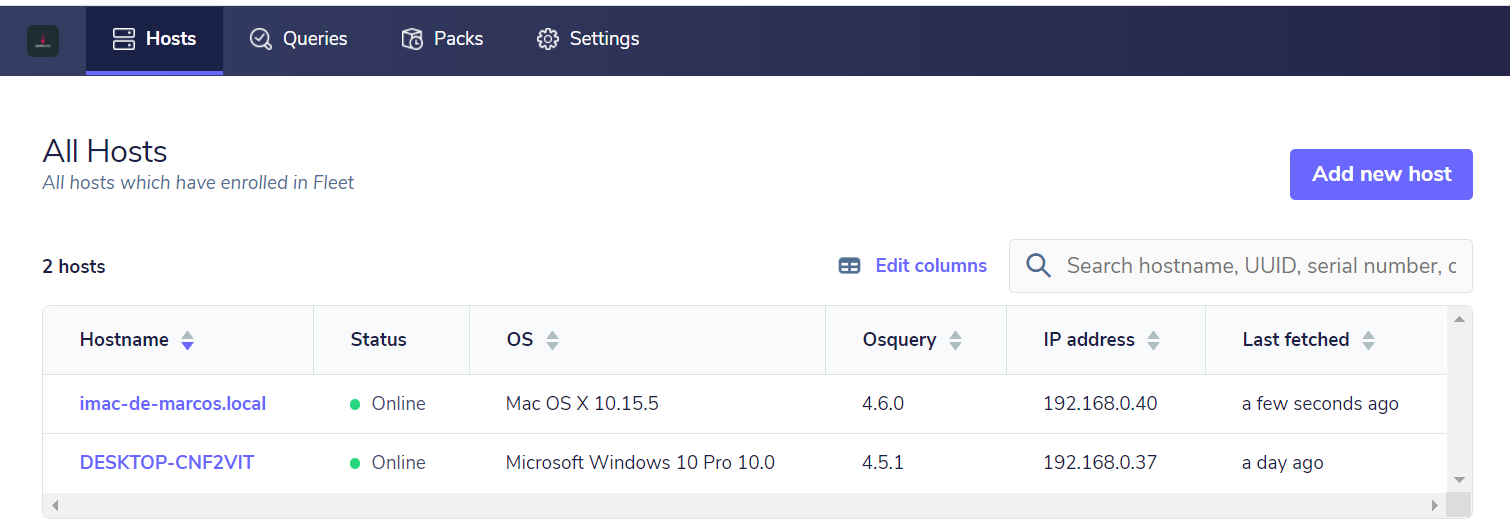 Hosts Queries Packs Settings
All Hosts
All hosts which have enrolled in Fleet
Add new host
2 hosts
Edit columns
Search hostname, UUID, serial number, c
Hostname Status OS Osquery IP address Last fetched
imac-de-marcos.local Online Mac OS X 10.15.5 4.6.0 192.168.0.40 a few seconds ago
DESKTOP-CNF2VIT Online Microsoft Windows 10 Pro 10.0 4.5.1 192.168.0.37 a day ago